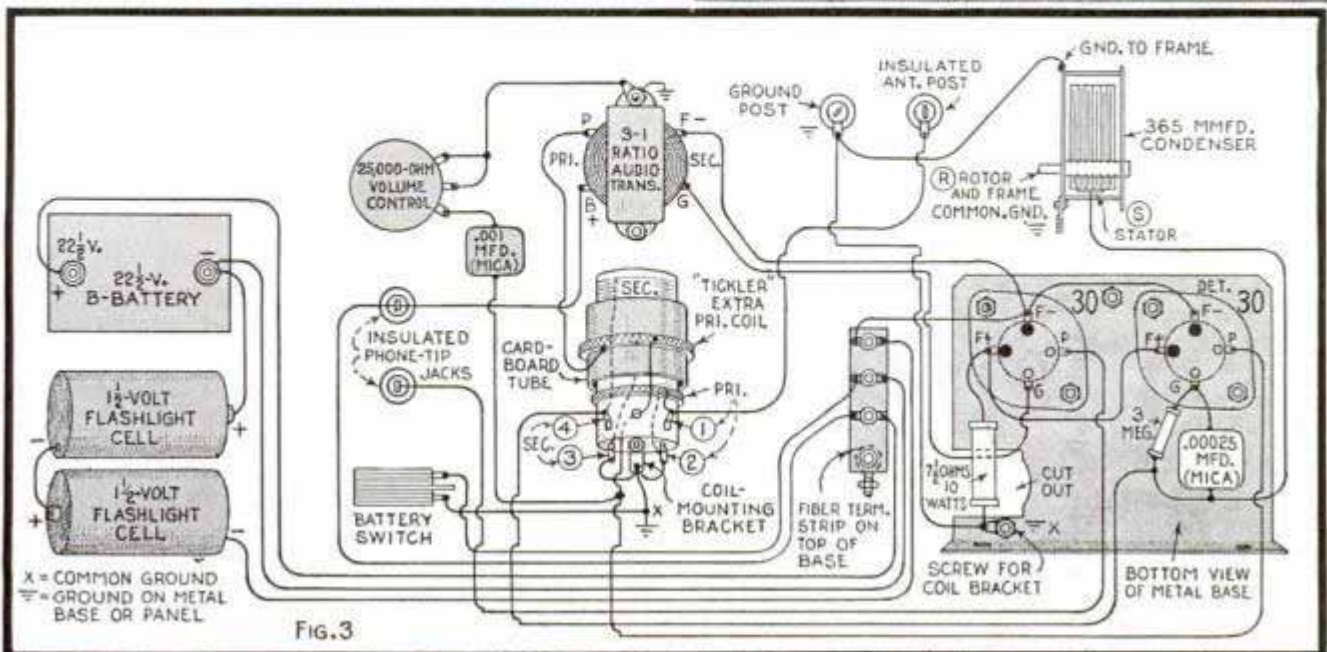 GND. TO FRAME
INSULATED
ANT. POST
GROUND
POST
365 MMFD.
CONDENSER
Ⓡ ROTOR
AND FRAME
COMMON.GND.
Ⓢ
STATOR
P
F-
3-1
RATIO
AUDIO
TRANS.
PRI.
SEC.
B
+
G
25,000-OHM
VOLUME
CONTROL
.001
MFD.
(MICA)
22½ V.
+
-
22½-V.
B-BATTERY
INSULATED
PHONE-TIP
JACKS
SEC.
"TICKLER"
EXTRA
PRI. COIL
CARD-
BOARD
TUBE
PRI.
④
①
SEC.
③
②
COIL-
MOUNTING
BRACKET
X
1½-VOLT
FLASHLIGHT
CELL
-
+
1½-VOLT
FLASHLIGHT
CELL
+
-
BATTERY
SWITCH
FIBER TERM.
STRIP ON
TOP OF
BASE
30
F-
F+
P
G
DET.
30
F-
F+
P
G
3
MEG.
.00025
MFD.
(MICA)
7½ OHMS
10
WATTS
CUT
OUT
X
SCREW FOR
COIL BRACKET
BOTTOM VIEW
OF METAL BASE
X = COMMON GROUND
⏚ = GROUND ON METAL
BASE OR PANEL
FIG. 3